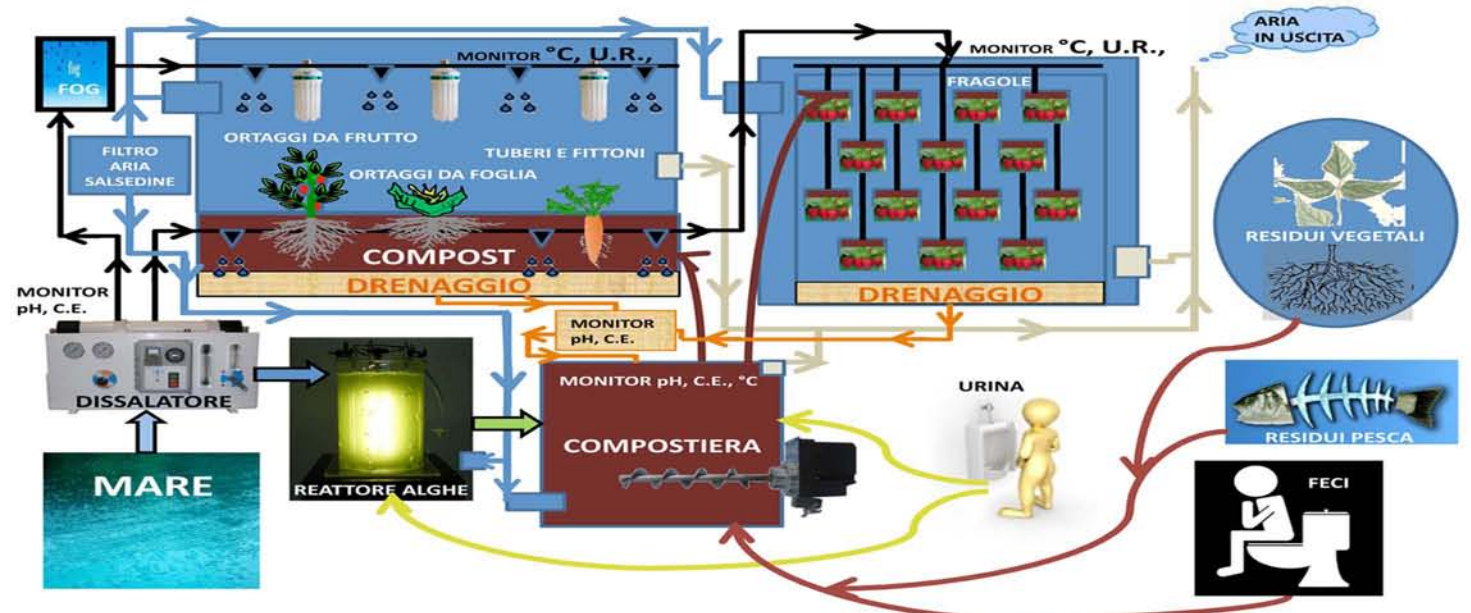 ARIA
IN USCITA
MONITOR °C, U.R.,
MONITOR °C, U.R.,
fog
FOG
FRAGOLE
ORTAGGI DA FRUTTO
FILTRO
ARIA
SALSEDINE
TUBERI E FITTONI
ORTAGGI DA FOGLIA
RESIDUI VEGETALI
COMPOST
DRENAGGIO
DRENAGGIO
MONITOR
pH, C.E.
MONITOR
pH, C.E.
MONITOR pH, C.E., °C
URINA
DISSALATORE
COMPOSTIERA
RESIDUI PESCA
MARE
REATTORE ALGHE
FECI